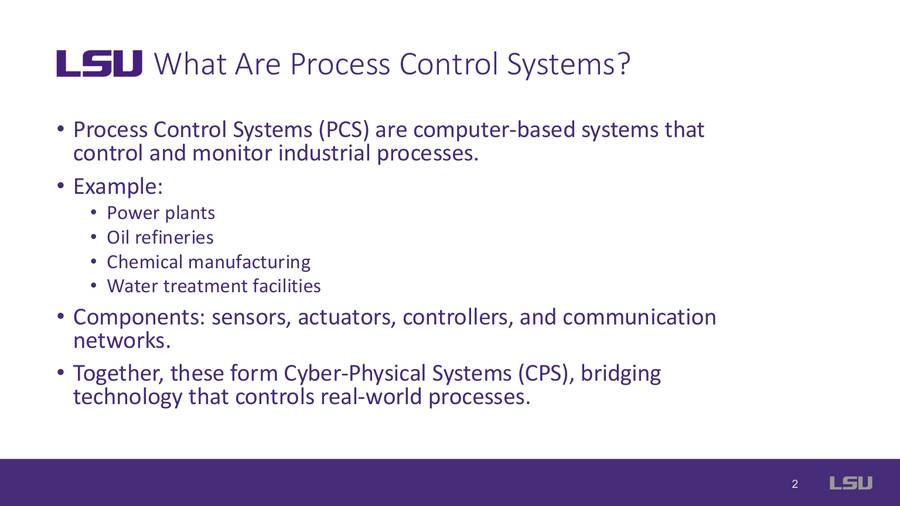 LSU What Are Process Control Systems?
• Process Control Systems (PCS) are computer-based systems that
control and monitor industrial processes.
• Example:
• Power plants
• Oil refineries
• Chemical manufacturing
• Water treatment facilities
• Components: sensors, actuators, controllers, and communication
networks.
• Together, these form Cyber-Physical Systems (CPS), bridging
technology that controls real-world processes.
2 LSU